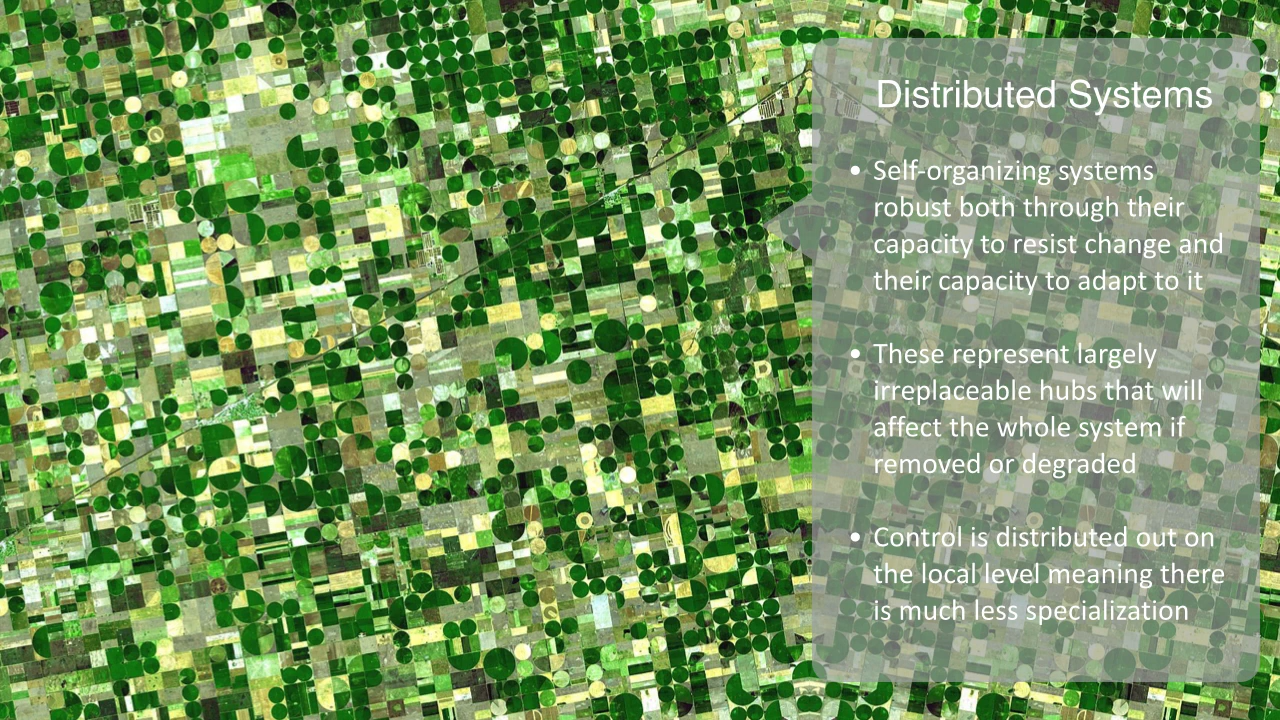 Distributed Systems
• Self-organizing systems
robust both through their
capacity to resist change and
their capacity to adapt to it
• These represent largely
irreplaceable hubs that will
affect the whole system if
removed or degraded
• Control is distributed out on
the local level meaning there
is much less specialization